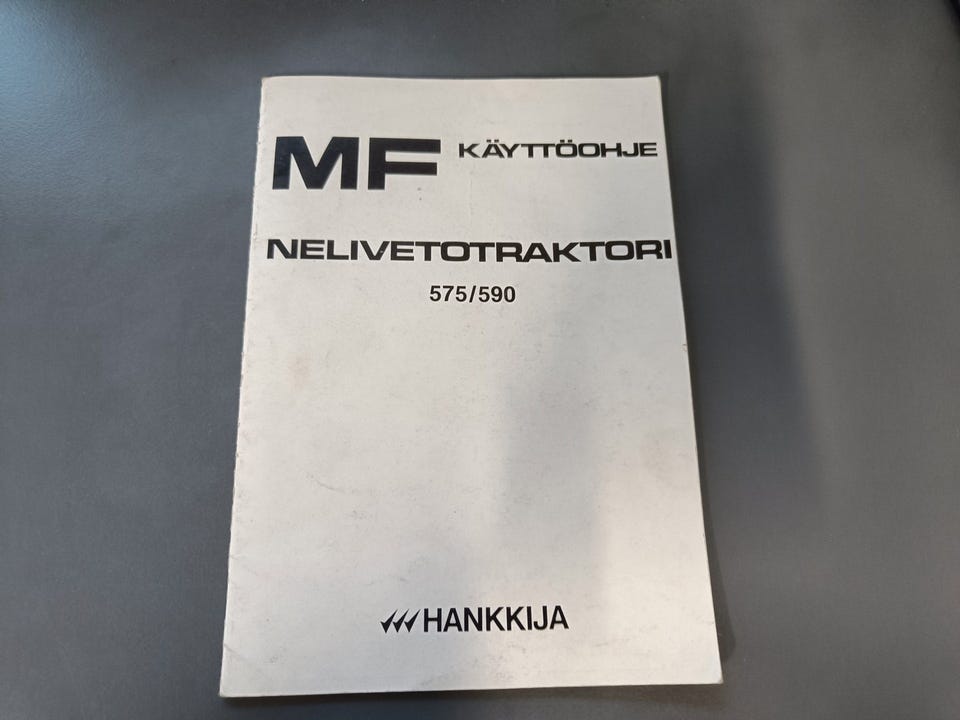 MF KÄYTTÖOHJE
NELIVETOTRAKTORI
575/590
HANKKIJA